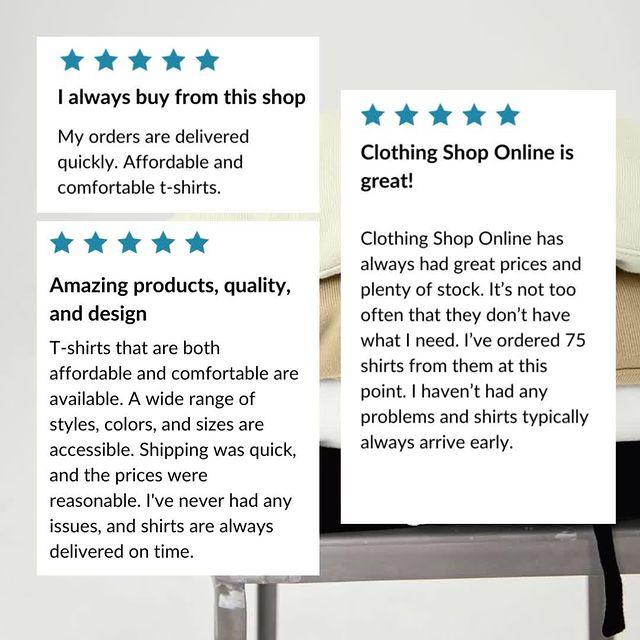 I always buy from this shop
My orders are delivered
quickly. Affordable and
comfortable t-shirts.
Amazing products, quality,
and design
T-shirts that are both
affordable and comfortable are
available. A wide range of
styles, colors, and sizes are
accessible. Shipping was quick,
and the prices were
reasonable. I've never had any
issues, and shirts are always
delivered on time.
Clothing Shop Online is
great!
Clothing Shop Online has
always had great prices and
plenty of stock. It’s not too
often that they don’t have
what I need. I’ve ordered 75
shirts from them at this
point. I haven’t had any
problems and shirts typically
always arrive early.